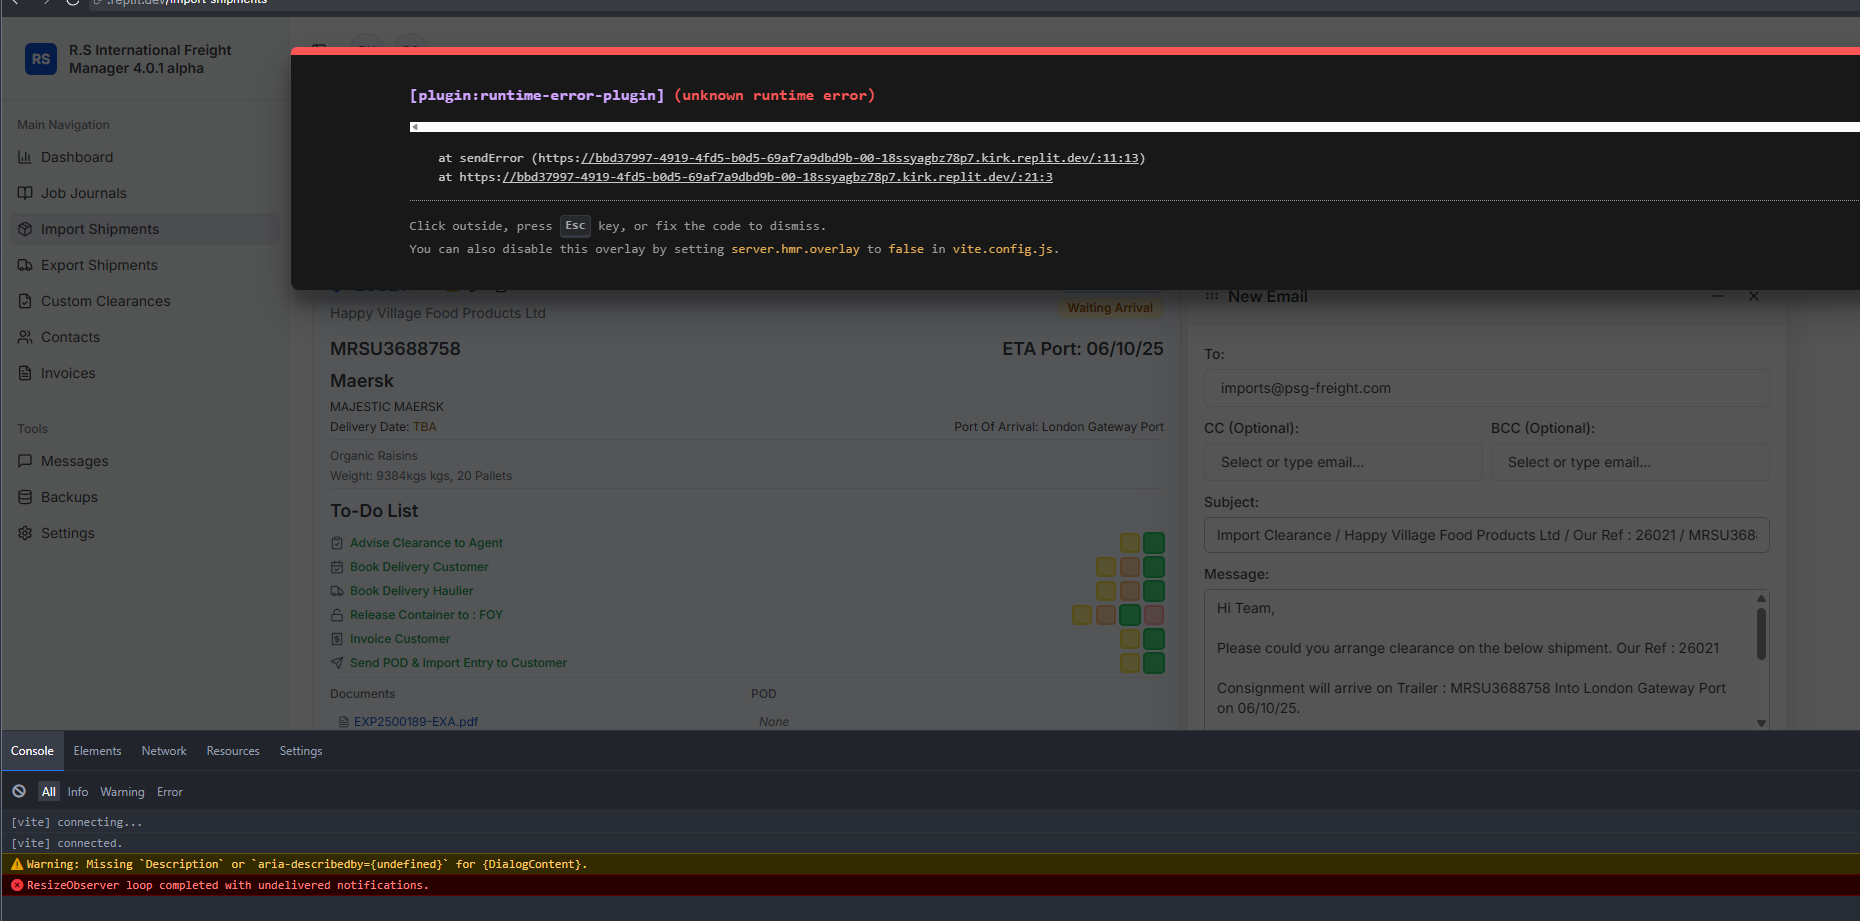 .replit.dev/import-shipments
RS
R.S International Freight
Manager 4.0.1 alpha
Main Navigation
Dashboard
Job Journals
Import Shipments
Export Shipments
Custom Clearances
Contacts
Invoices
Tools
Messages
Backups
Settings
[plugin:runtime-error-plugin] (unknown runtime error)
at sendError (https://bbd37997-4919-4fd5-b0d5-69af7a9dbd9b-00-18ssyagbz78p7.kirk.replit.dev/:11:13)
at https://bbd37997-4919-4fd5-b0d5-69af7a9dbd9b-00-18ssyagbz78p7.kirk.replit.dev/:21:3
Click outside, press Esc key, or fix the code to dismiss.
You can also disable this overlay by setting server.hmr.overlay to false in vite.config.js.
Happy Village Food Products Ltd
Waiting Arrival
MRSU3688758
ETA Port: 06/10/25
Maersk
MAJESTIC MAERSK
Delivery Date: TBA
Port Of Arrival: London Gateway Port
Organic Raisins
Weight: 9384kgs kgs, 20 Pallets
To-Do List
Advise Clearance to Agent
Book Delivery Customer
Book Delivery Haulier
Release Container to : FOY
Invoice Customer
Send POD & Import Entry to Customer
Documents
POD
EXP2500189-EXA.pdf
None
New Email
To:
imports@psg-freight.com
CC (Optional):
BCC (Optional):
Select or type email...
Select or type email...
Subject:
Import Clearance / Happy Village Food Products Ltd / Our Ref : 26021 / MRSU368
Message:
Hi Team,
Please could you arrange clearance on the below shipment. Our Ref : 26021
Consignment will arrive on Trailer : MRSU3688758 Into London Gateway Port
on 06/10/25.
Console
Elements
Network
Resources
Settings
All
Info
Warning
Error
[vite] connecting...
[vite] connected.
Warning: Missing `Description` or `aria-describedby={undefined}` for {DialogContent}.
ResizeObserver loop completed with undelivered notifications.